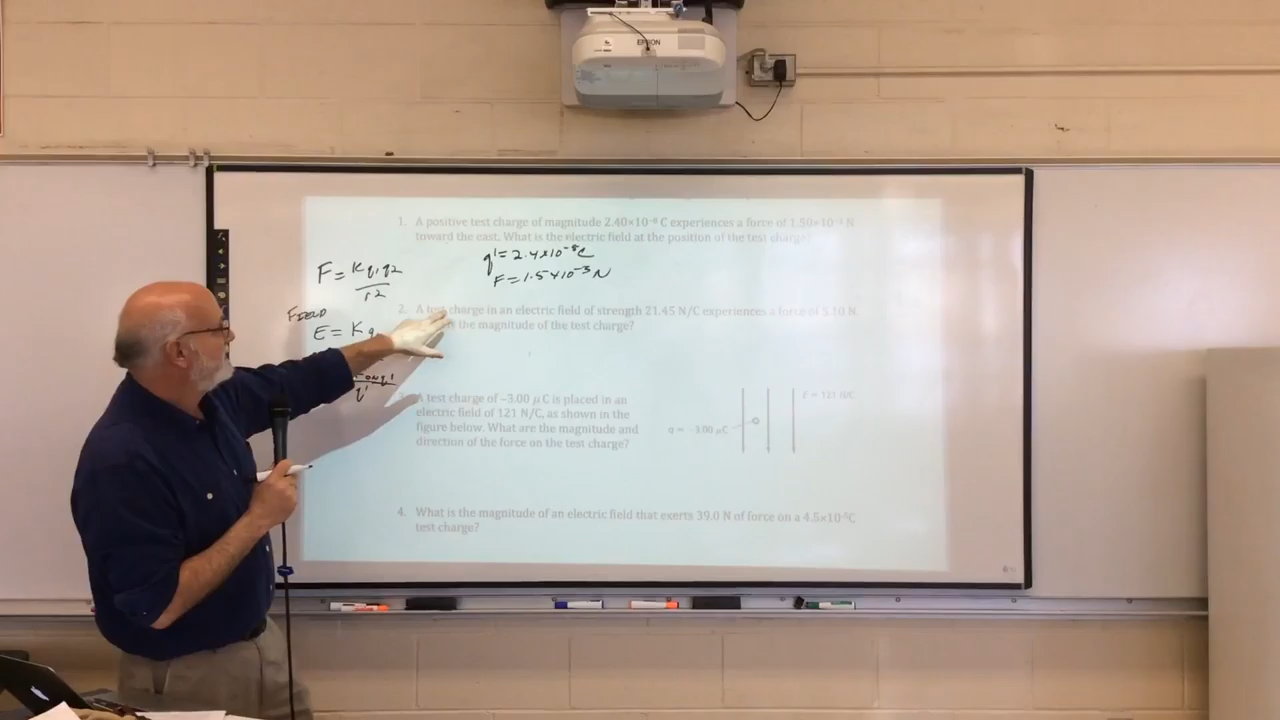 EPSON
1. A positive test charge of magnitude 2.40×10⁻⁸ C experiences a force of 1.50×10⁻³ N
toward the east. What is the electric field at the position of the test charge?
q' = 2.4×10⁻⁸C
F = 1.5×10⁻³ N
F = Kq1q2
r2
FIELD
E = Kq
q'
2. A test charge in an electric field of strength 21.45 N/C experiences a force of 5.10 N.
the magnitude of the test charge?
A test charge of −3.00 μC is placed in an
electric field of 121 N/C, as shown in the
figure below. What are the magnitude and
direction of the force on the test charge?
E = 121 N/C
q = −3.00 μC
4. What is the magnitude of an electric field that exerts 39.0 N of force on a 4.5×10⁻⁵C
test charge?